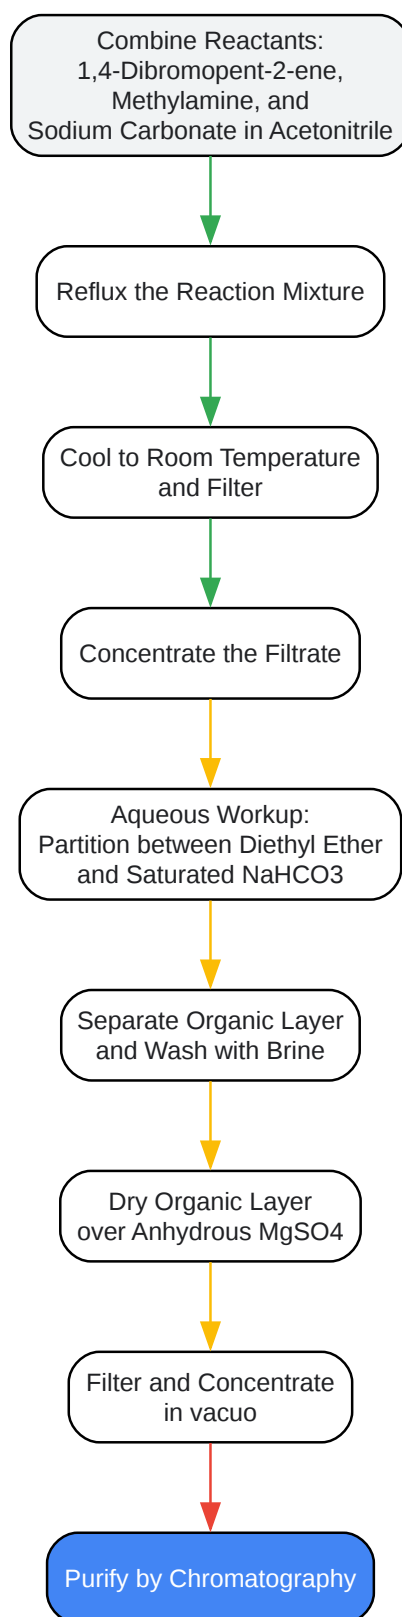 Combine Reactants:
1,4-Dibromopent-2-ene,
Methylamine, and
Sodium Carbonate in Acetonitrile
Reflux the Reaction Mixture
Cool to Room Temperature
and Filter
Concentrate the Filtrate
Aqueous Workup:
Partition between Diethyl Ether
and Saturated NaHCO3
Separate Organic Layer
and Wash with Brine
Dry Organic Layer
over Anhydrous MgSO4
Filter and Concentrate
in vacuo
Purify by Chromatography